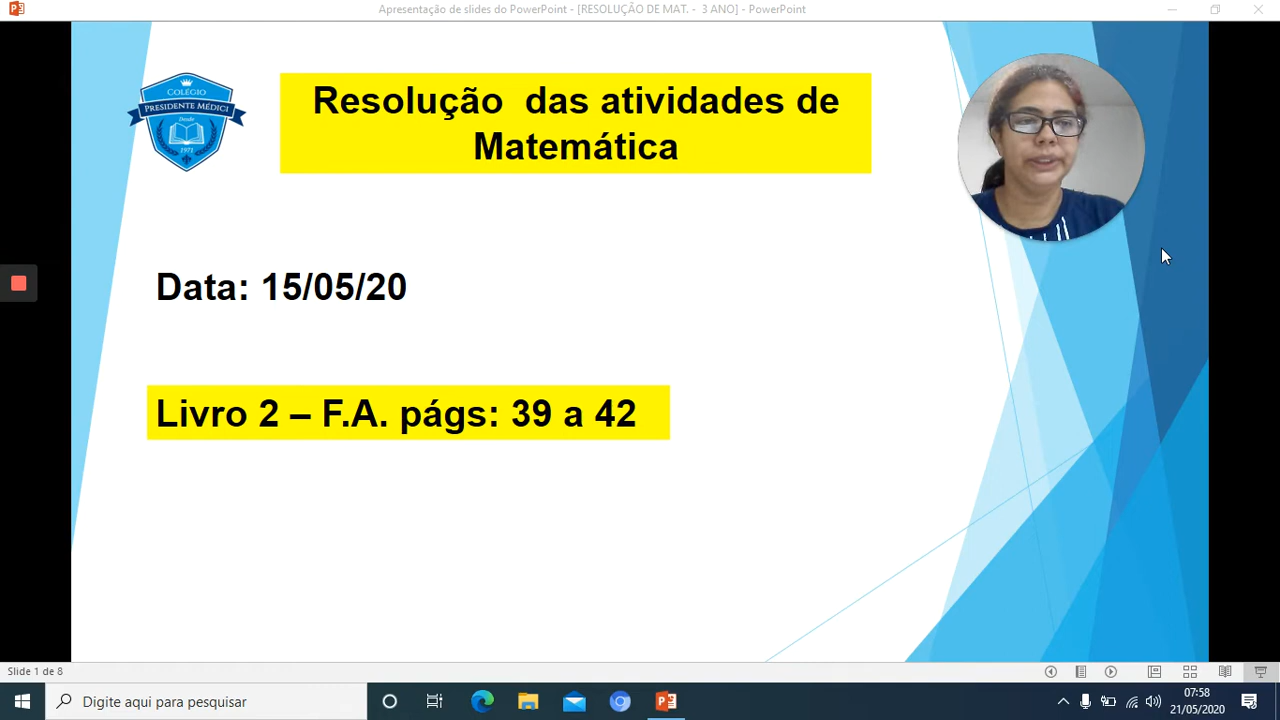 Apresentação de slides do PowerPoint - [RESOLUÇÃO DE MAT. - 3 ANO] - PowerPoint
COLÉGIO
PRESIDENTE MÉDICI
Desde
1971
Resolução das atividades de
Matemática
Data: 15/05/20
Livro 2 – F.A. págs: 39 a 42
Slide 1 de 8
Digite aqui para pesquisar
07:58
21/05/2020